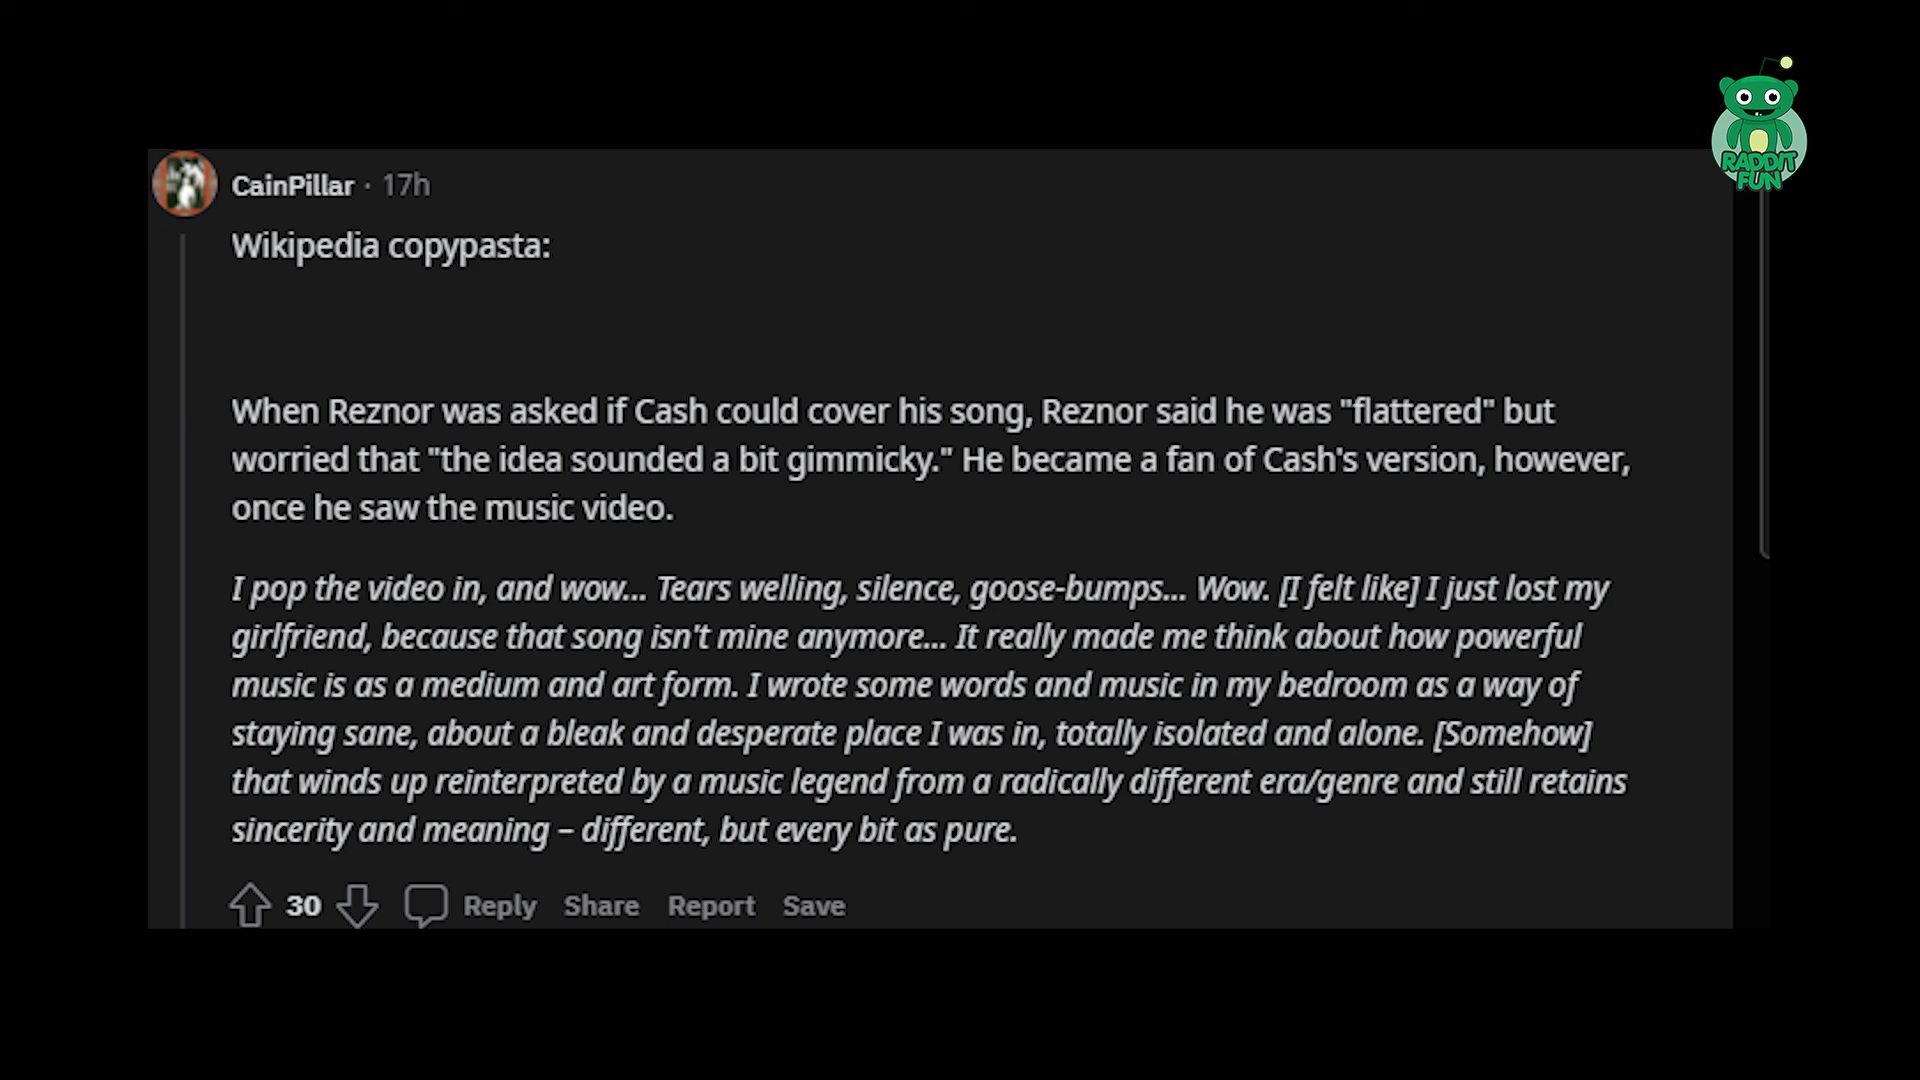 RADDIT
FUN
CainPillar · 17h
Wikipedia copypasta:
When Reznor was asked if Cash could cover his song, Reznor said he was "flattered" but
worried that "the idea sounded a bit gimmicky." He became a fan of Cash's version, however,
once he saw the music video.
I pop the video in, and wow... Tears welling, silence, goose-bumps... Wow. [I felt like] I just lost my
girlfriend, because that song isn't mine anymore... It really made me think about how powerful
music is as a medium and art form. I wrote some words and music in my bedroom as a way of
staying sane, about a bleak and desperate place I was in, totally isolated and alone. [Somehow]
that winds up reinterpreted by a music legend from a radically different era/genre and still retains
sincerity and meaning – different, but every bit as pure.
30 Reply Share Report Save